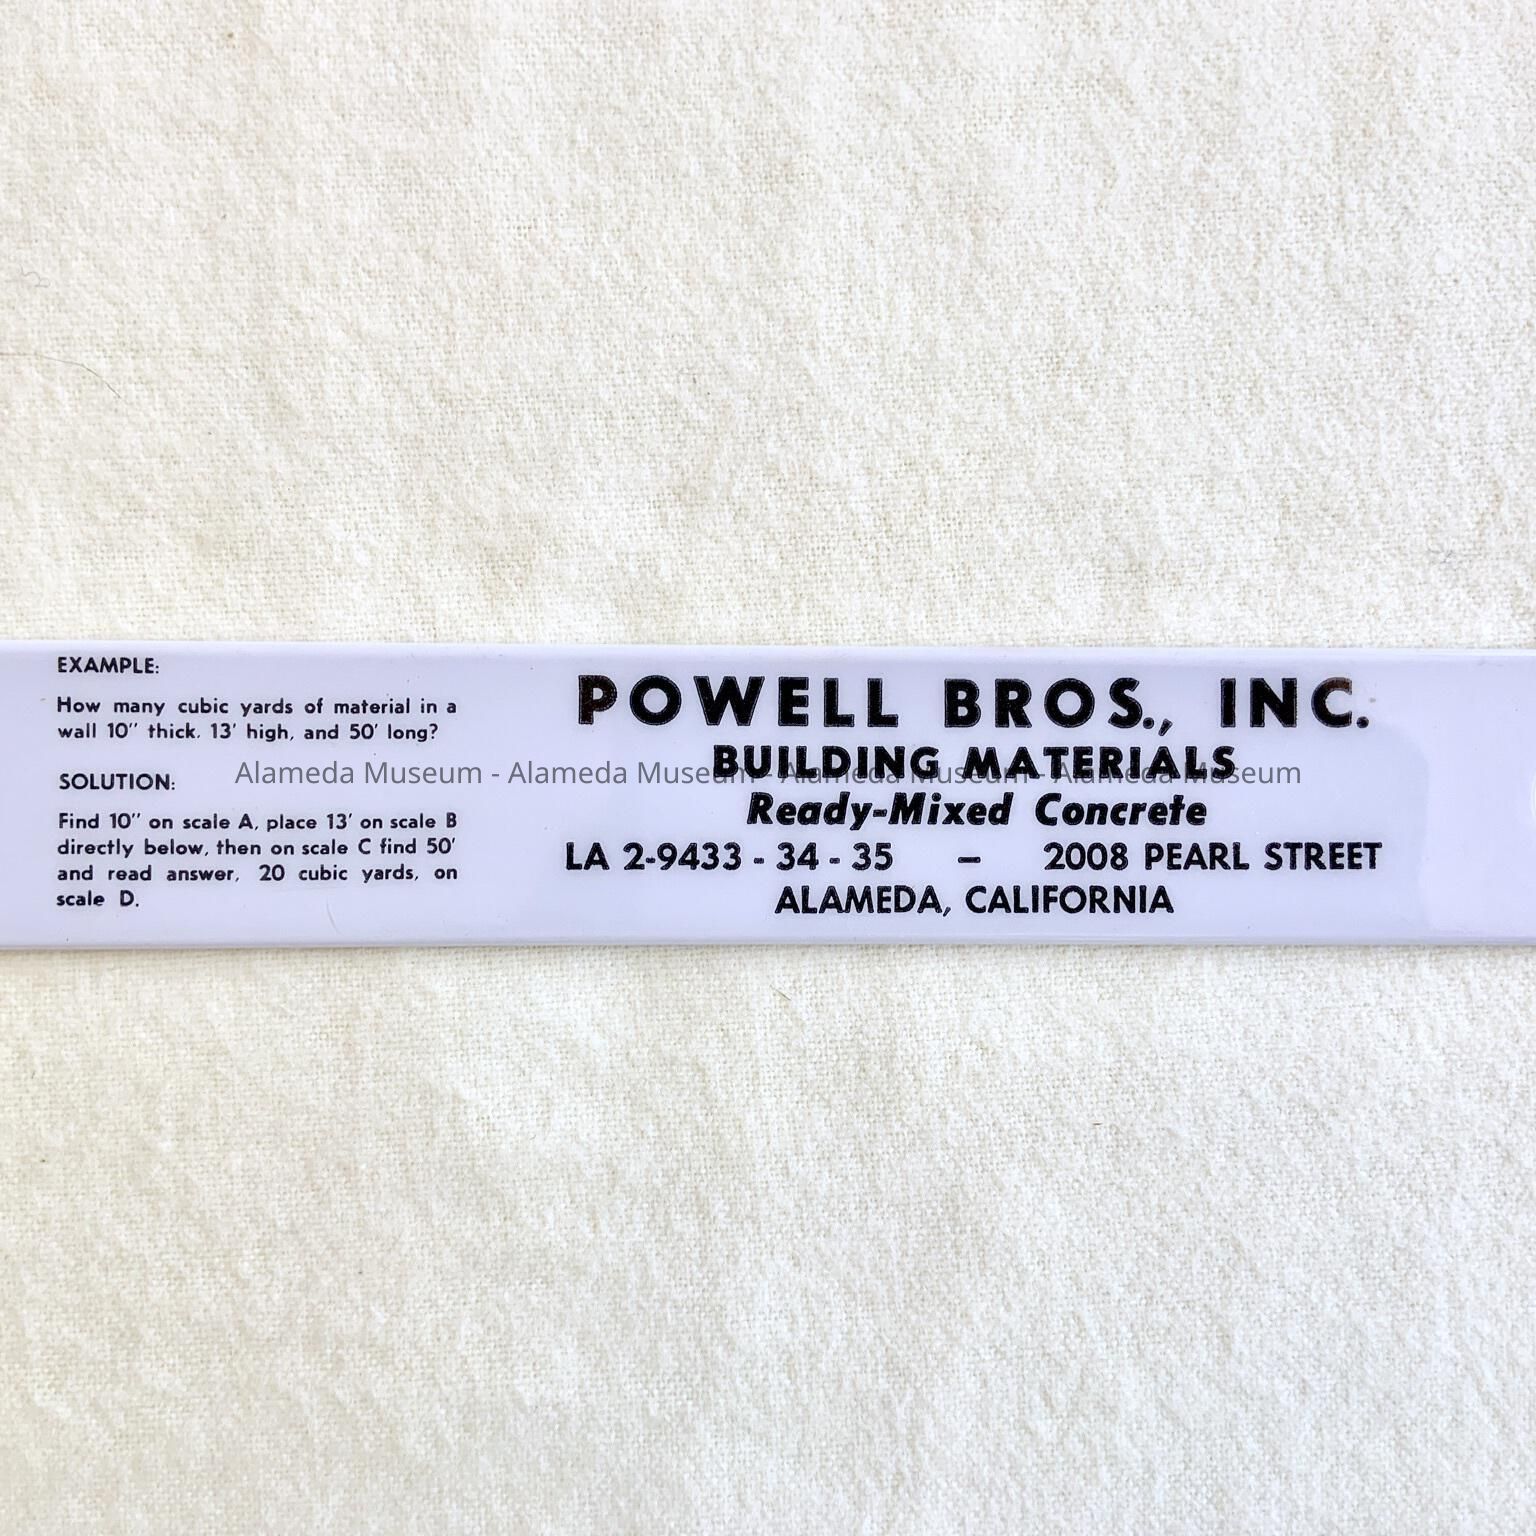 EXAMPLE:
How many cubic yards of material in a
wall 10" thick. 13' high, and 50' long?
SOLUTION:
Find 10" on scale A, place 13' on scale B
directly below, then on scale C find 50'
and read answer, 20 cubic yards, on
scale D.
POWELL BROS., INC.
BUILDING MATERIALS
Ready-Mixed Concrete
LA 2-9433 - 34 - 35 – 2008 PEARL STREET
ALAMEDA, CALIFORNIA
Alameda Museum - Alameda Museum - Alameda Museum - Alameda Museum